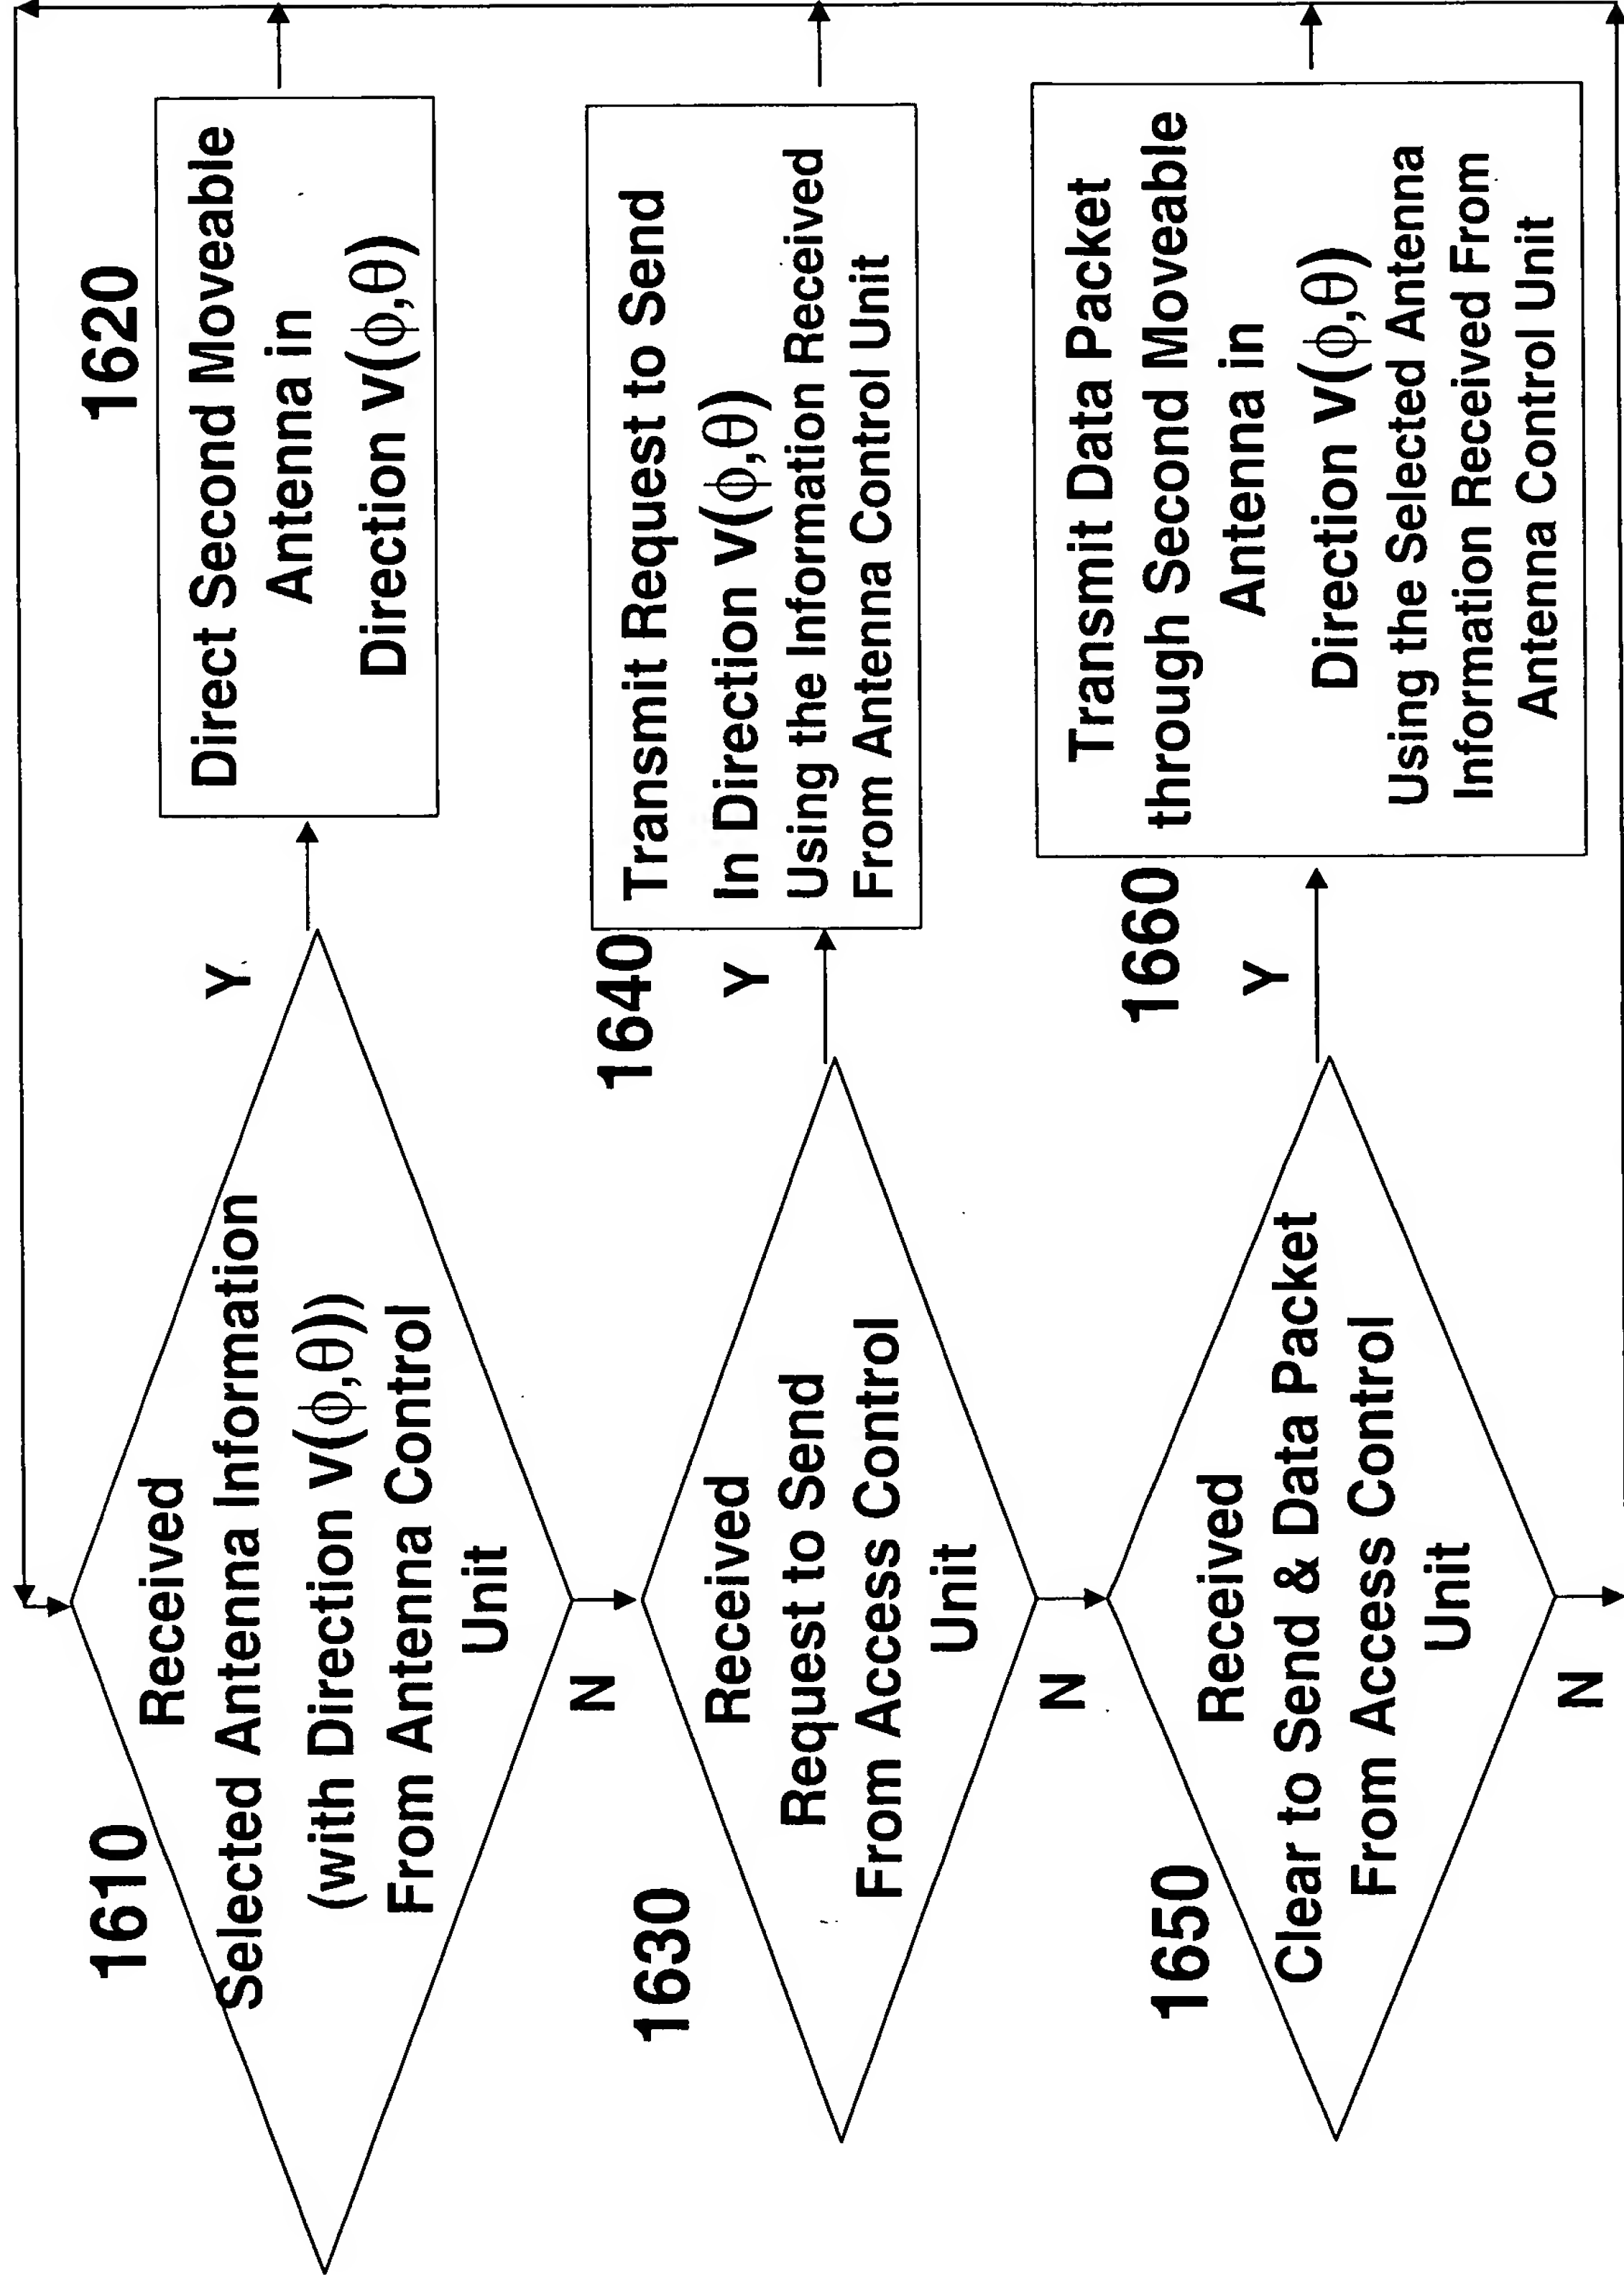 1610
Received
Selected Antenna Information
(with Direction v(ϕ,θ))
From Antenna Control
Unit
Y
1620
Direct Second Moveable
Antenna in
Direction v(ϕ,θ)
N
1630
Received
Request to Send
From Access Control
Unit
Y
1640
Transmit Request to Send
In Direction v(ϕ,θ)
Using the Information Received
From Antenna Control Unit
N
1650
Received
Clear to Send & Data Packet
From Access Control
Unit
Y
1660
Transmit Data Packet
through Second Moveable
Antenna in
Direction v(ϕ,θ)
Using the Selected Antenna
Information Received From
Antenna Control Unit
N